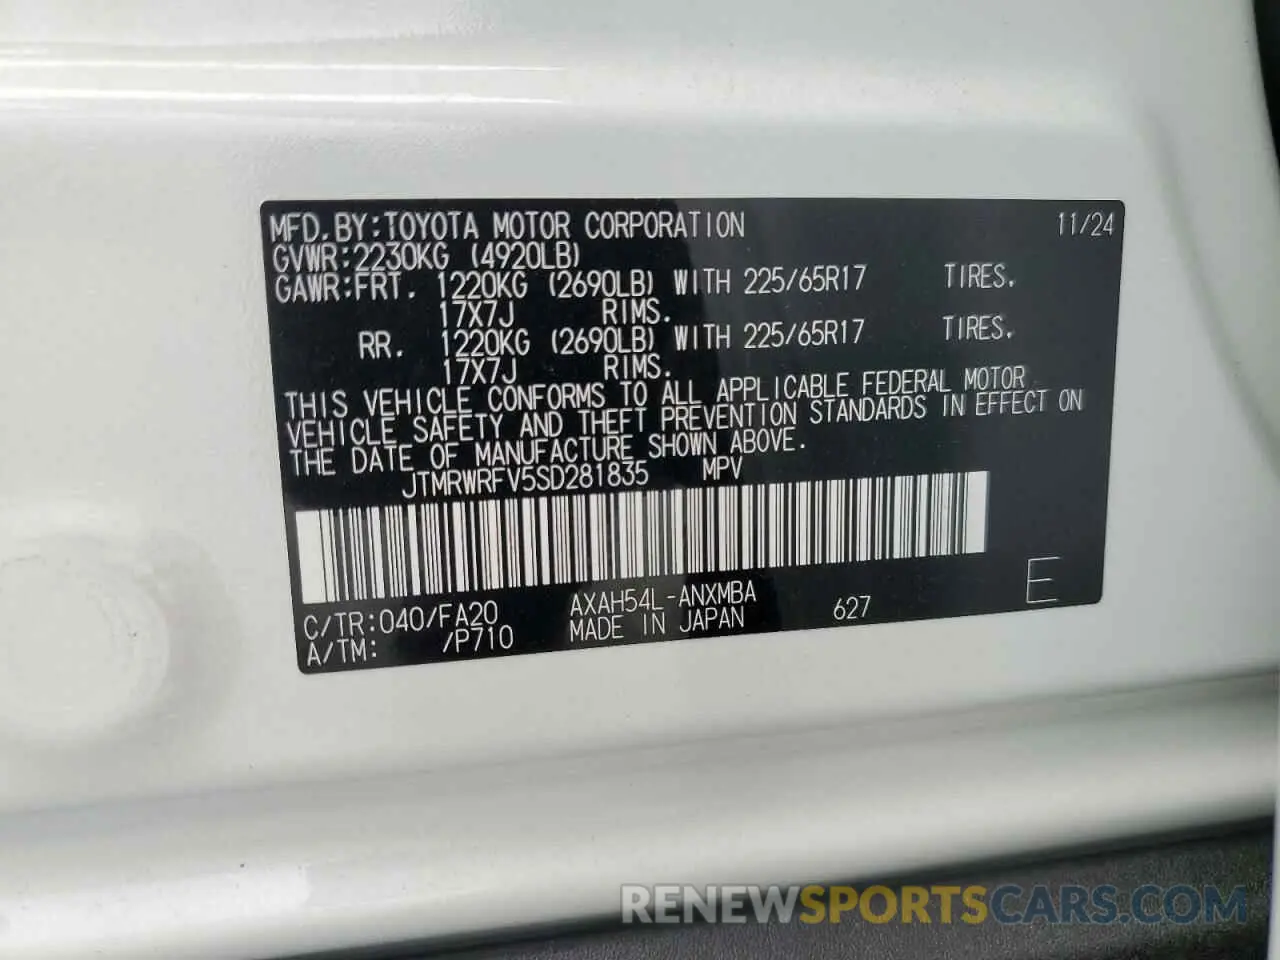 MFD.BY:TOYOTA MOTOR CORPORATION 11/24
GVWR:2230KG (4920LB)
GAWR:FRT. 1220KG (2690LB) WITH 225/65R17 TIRES.
17X7J RIMS.
RR. 1220KG (2690LB) WITH 225/65R17 TIRES.
17X7J RIMS.
THIS VEHICLE CONFORMS TO ALL APPLICABLE FEDERAL MOTOR
VEHICLE SAFETY AND THEFT PREVENTION STANDARDS IN EFFECT ON
THE DATE OF MANUFACTURE SHOWN ABOVE.
JTMRWRFV5SD281835 MPV
C/TR:040/FA20 AXAH54L-ANXMBA 627 E
A/TM: /P710 MADE IN JAPAN
RENEWSPORTSCARS.COM